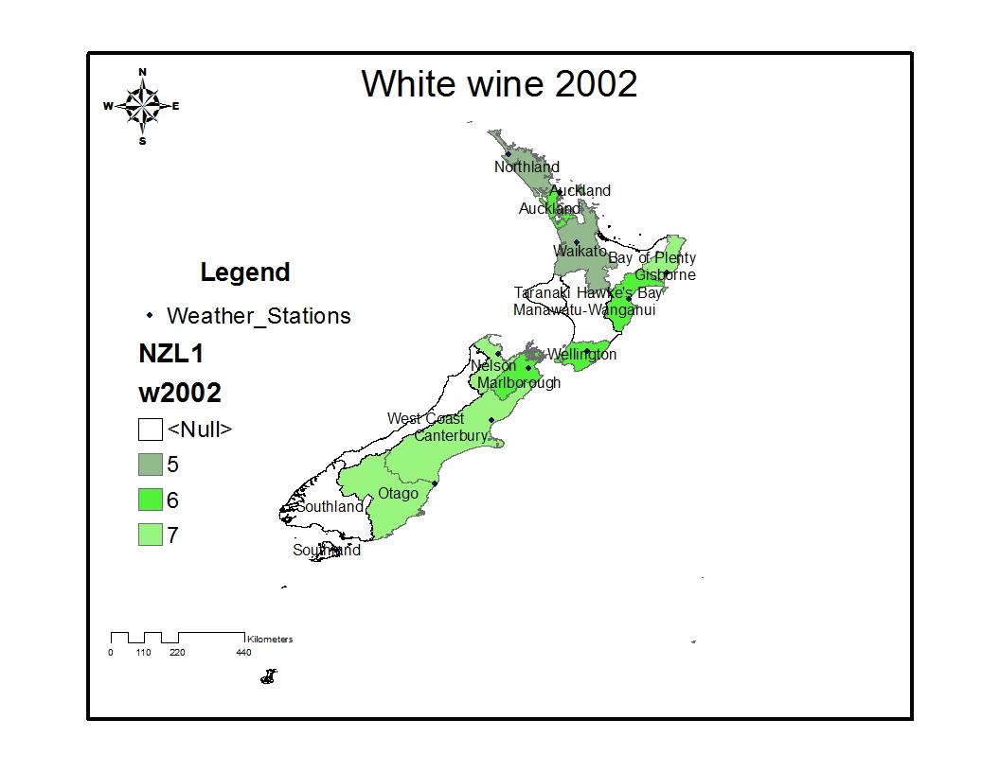 White wine 2002
N
W E
S
Northland
Auckland
Auckland
Waikato
Bay of Plenty
Gisborne
Taranaki Hawke's Bay
Manawatu-Wanganui
Wellington
Nelson
Marlborough
West Coast
Canterbury
Otago
Southland
Southland
Legend
Weather_Stations
NZL1
w2002
<Null>
5
6
7
Kilometers
0 110 220 440